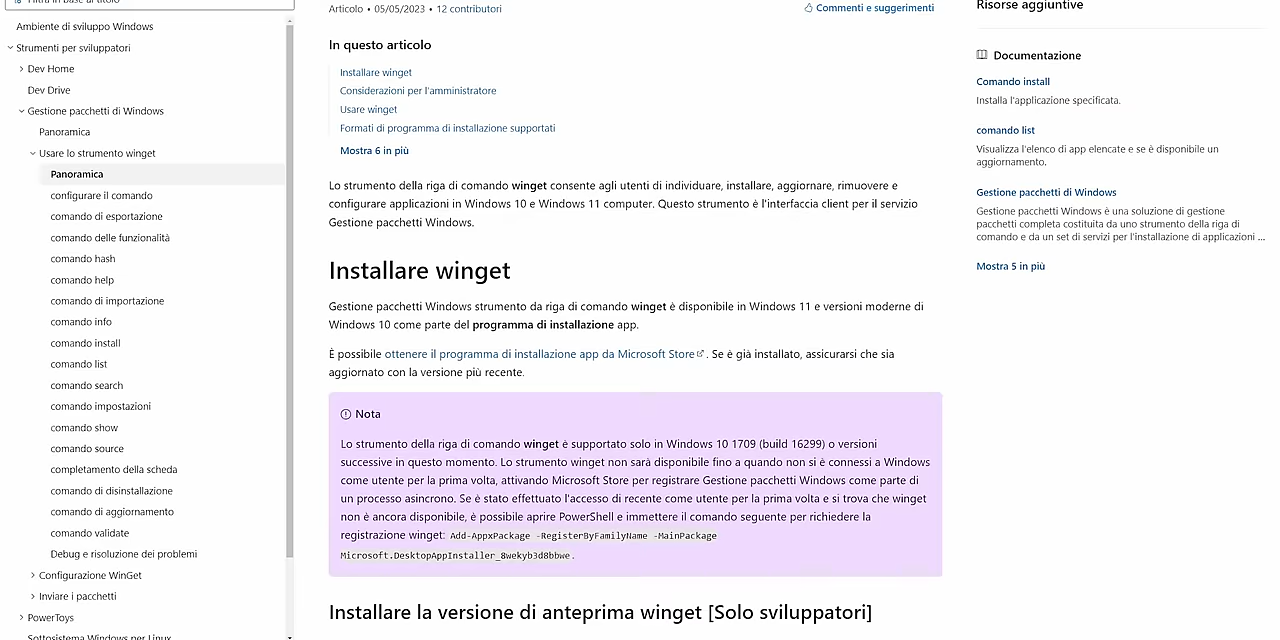 Filtra in base al titolo
Ambiente di sviluppo Windows
Strumenti per sviluppatori
Dev Home
Dev Drive
Gestione pacchetti di Windows
Panoramica
Usare lo strumento winget
Panoramica
configurare il comando
comando di esportazione
comando delle funzionalità
comando hash
comando help
comando di importazione
comando info
comando install
comando list
comando search
comando impostazioni
comando show
comando source
completamento della scheda
comando di disinstallazione
comando di aggiornamento
comando validate
Debug e risoluzione dei problemi
Configurazione WinGet
Inviare i pacchetti
PowerToys
Sottosistema Windows per Linux
Articolo • 05/05/2023 • 12 contributori
Commenti e suggerimenti
In questo articolo
Installare winget
Considerazioni per l'amministratore
Usare winget
Formati di programma di installazione supportati
Mostra 6 in più
Lo strumento della riga di comando winget consente agli utenti di individuare, installare, aggiornare, rimuovere e
configurare applicazioni in Windows 10 e Windows 11 computer. Questo strumento è l'interfaccia client per il servizio
Gestione pacchetti Windows.
Installare winget
Gestione pacchetti Windows strumento da riga di comando winget è disponibile in Windows 11 e versioni moderne di
Windows 10 come parte del programma di installazione app.
È possibile ottenere il programma di installazione app da Microsoft Store. Se è già installato, assicurarsi che sia
aggiornato con la versione più recente.
Nota
Lo strumento della riga di comando winget è supportato solo in Windows 10 1709 (build 16299) o versioni
successive in questo momento. Lo strumento winget non sarà disponibile fino a quando non si è connessi a Windows
come utente per la prima volta, attivando Microsoft Store per registrare Gestione pacchetti Windows come parte di
un processo asincrono. Se è stato effettuato l'accesso di recente come utente per la prima volta e si trova che winget
non è ancora disponibile, è possibile aprire PowerShell e immettere il comando seguente per richiedere la
registrazione winget: Add-AppxPackage -RegisterByFamilyName -MainPackage
Microsoft.DesktopAppInstaller_8wekyb3d8bbwe.
Installare la versione di anteprima winget [Solo sviluppatori]
Risorse aggiuntive
Documentazione
Comando install
Installa l'applicazione specificata.
comando list
Visualizza l'elenco di app elencate e se è disponibile un
aggiornamento.
Gestione pacchetti di Windows
Gestione pacchetti Windows è una soluzione di gestione
pacchetti completa costituita da uno strumento della riga di
comando e da un set di servizi per l'installazione di applicazioni ...
Mostra 5 in più